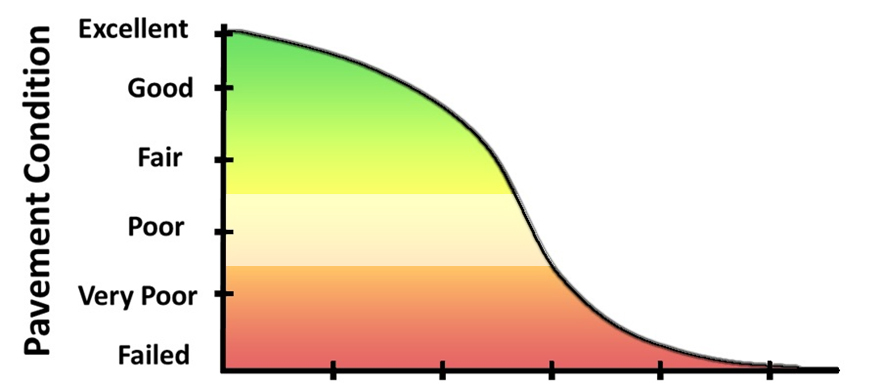 Pavement Condition
Excellent
Good
Fair
Poor
Very Poor
Failed